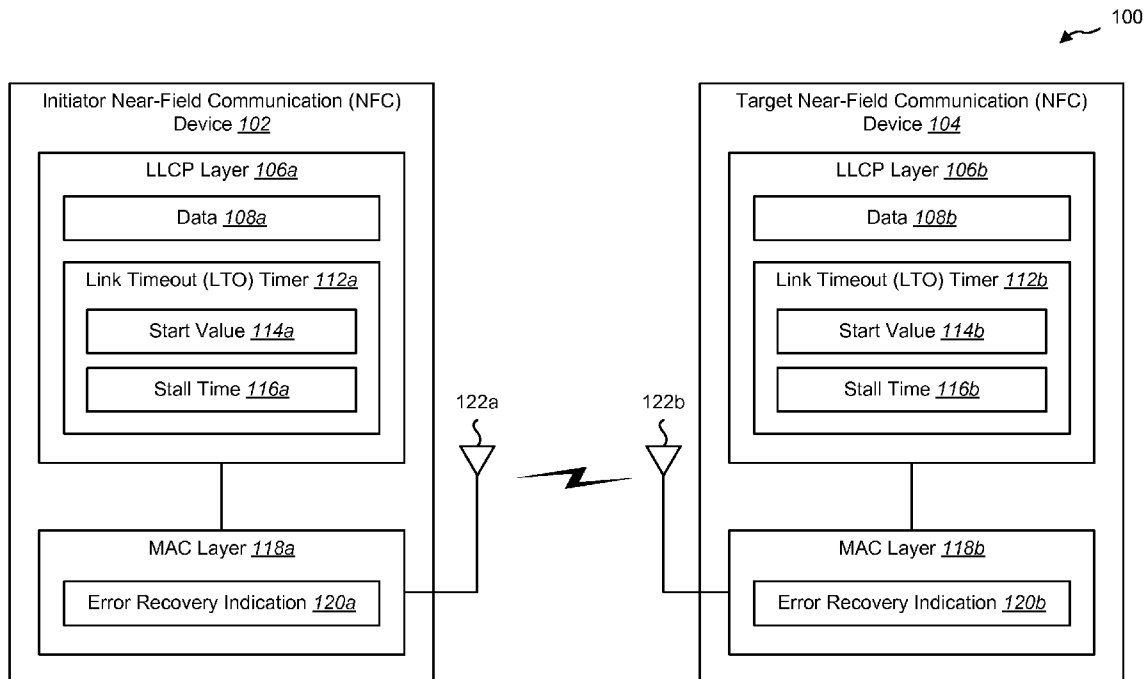 100
Initiator Near-Field Communication (NFC)
Device 102
LLCP Layer 106a
Data 108a
Link Timeout (LTO) Timer 112a
Start Value 114a
Stall Time 116a
MAC Layer 118a
Error Recovery Indication 120a
122a
122b
Target Near-Field Communication (NFC)
Device 104
LLCP Layer 106b
Data 108b
Link Timeout (LTO) Timer 112b
Start Value 114b
Stall Time 116b
MAC Layer 118b
Error Recovery Indication 120b